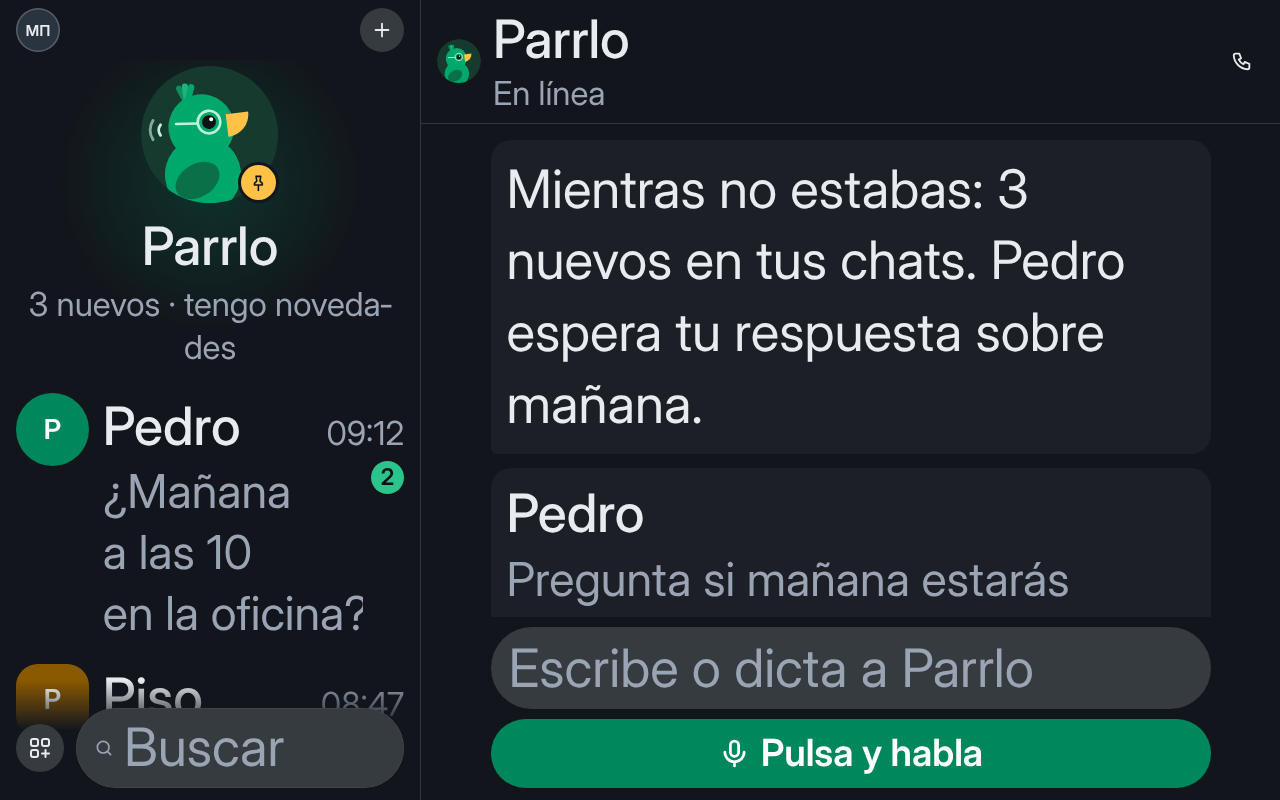 МП
Parrlo
3 nuevos · tengo noveda-
des
Pedro
09:12
¿Mañana
a las 10
en la oficina?
2
P
P
Piso
08:47
Buscar
Parrlo
En línea
Mientras no estabas: 3
nuevos en tus chats. Pedro
espera tu respuesta sobre
mañana.
Pedro
Pregunta si mañana estarás
Escribe o dicta a Parrlo
Pulsa y habla